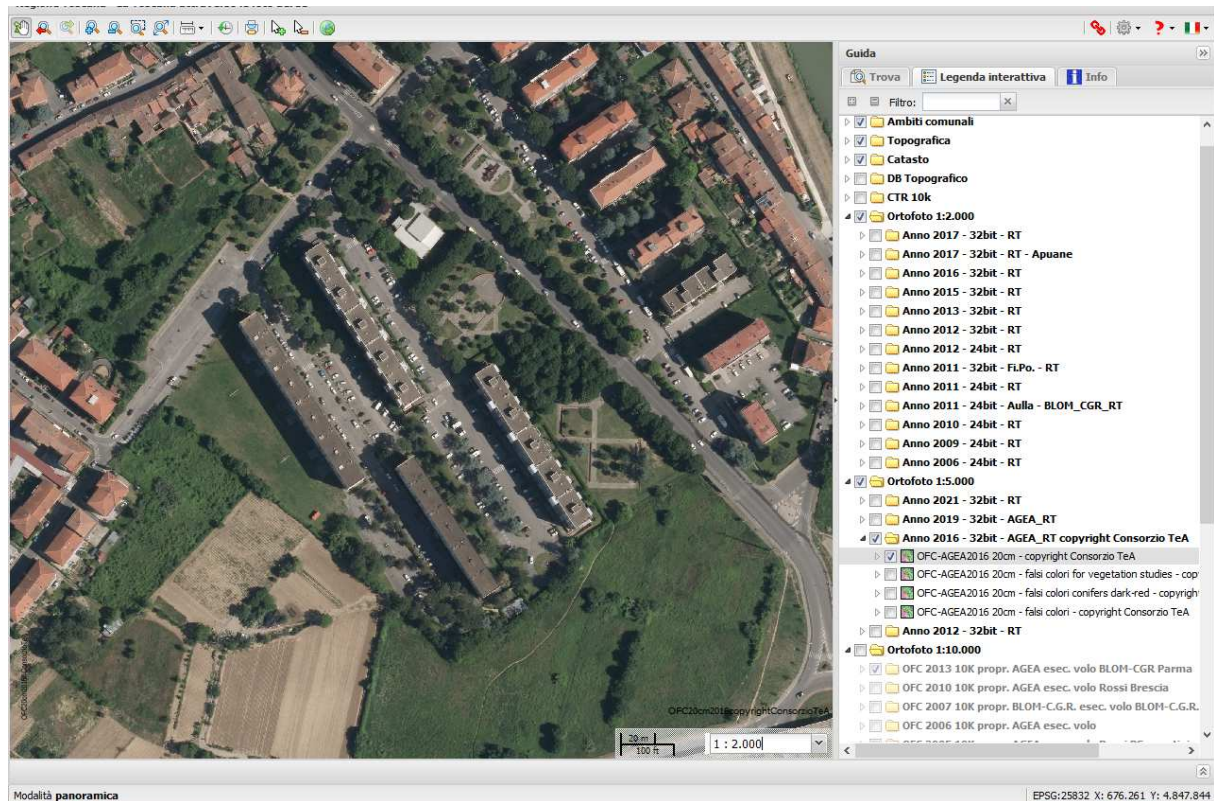 Guida
Trova Legenda interattiva Info
Filtro:
Ambiti comunali
Topografica
Catasto
DB Topografico
CTR 10k
Ortofoto 1:2.000
Anno 2017 - 32bit - RT
Anno 2017 - 32bit - RT - Apuane
Anno 2016 - 32bit - RT
Anno 2015 - 32bit - RT
Anno 2013 - 32bit - RT
Anno 2012 - 32bit - RT
Anno 2012 - 24bit - RT
Anno 2011 - 32bit - Fi.Po. - RT
Anno 2011 - 24bit - RT
Anno 2011 - 24bit - Aulla - BLOM_CGR_RT
Anno 2010 - 24bit - RT
Anno 2009 - 24bit - RT
Anno 2006 - 24bit - RT
Ortofoto 1:5.000
Anno 2021 - 32bit - RT
Anno 2019 - 32bit - AGEA_RT
Anno 2016 - 32bit - AGEA_RT copyright Consorzio TeA
OFC-AGEA2016 20cm - copyright Consorzio TeA
OFC-AGEA2016 20cm - falsi colori for vegetation studies - cop
OFC-AGEA2016 20cm - falsi colori conifers dark-red - copyright
OFC-AGEA2016 20cm - falsi colori - copyright Consorzio TeA
Anno 2012 - 32bit - RT
Ortofoto 1:10.000
OFC 2013 10K propr. AGEA esec. volo BLOM-CGR Parma
OFC 2010 10K propr. AGEA esec. volo Rossi Brescia
OFC 2007 10K propr. BLOM-C.G.R. esec. volo BLOM-C.G.R.
OFC 2006 10K propr. AGEA esec. volo
OFC20cm2016copyrightConsorzioTeA
20 m
100 ft
1 : 2.000
Modalità panoramica
EPSG:25832 X: 676.261 Y: 4.847.844